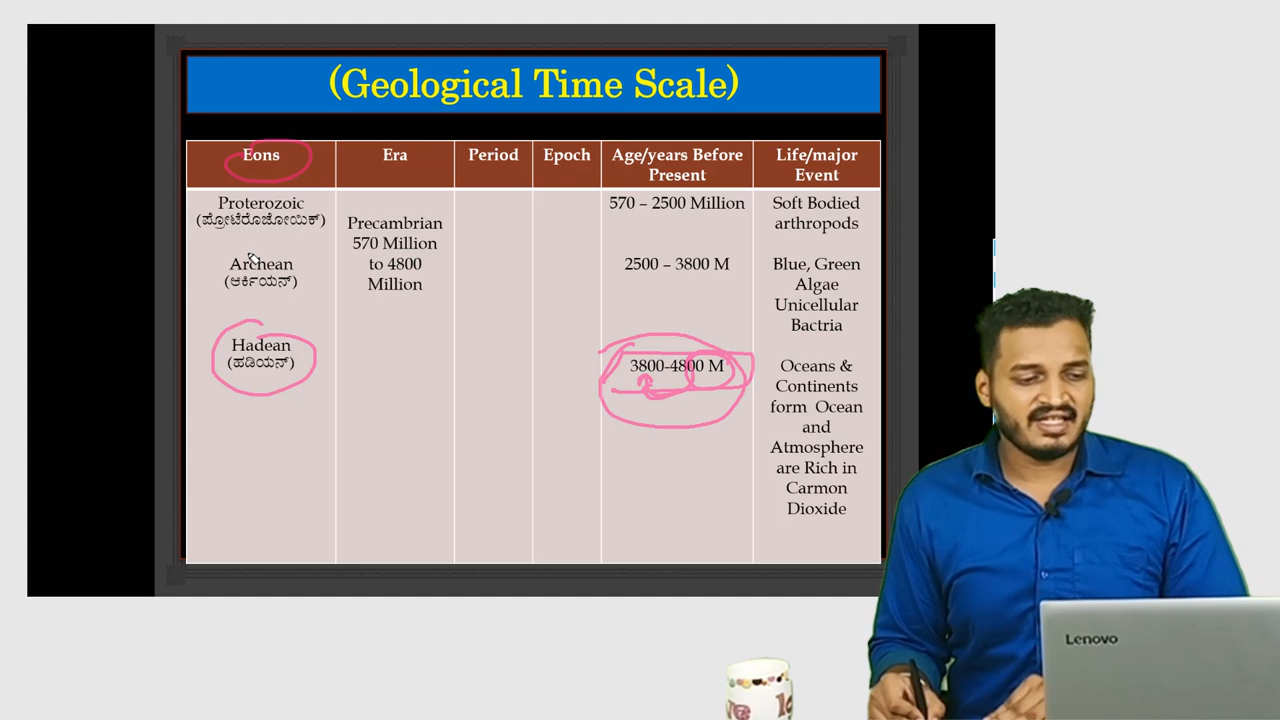 (Geological Time Scale)
Eons
Era
Period
Epoch
Age/years Before
Present
Life/major
Event
Proterozoic
(ಪ್ರೋಟೆರೊಜೋಯಿಕ್)
Precambrian
570 Million
to 4800
Million
570 – 2500 Million
Soft Bodied
arthropods
Archean
(ಆರ್ಕಿಯನ್)
2500 – 3800 M
Blue, Green
Algae
Unicellular
Bactria
Hadean
(ಹಡಿಯನ್)
3800-4800 M
Oceans &
Continents
form Ocean
and
Atmosphere
are Rich in
Carmon
Dioxide
Lenovo